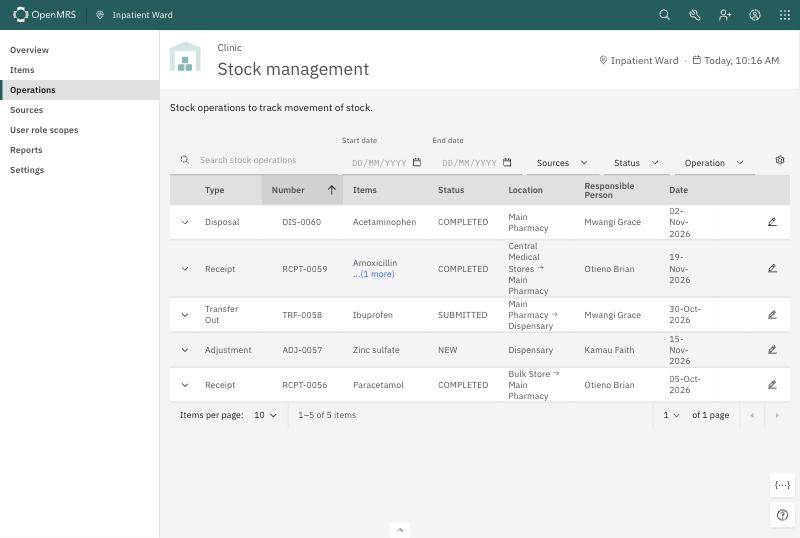 OpenMRS
Inpatient Ward
Overview
Items
Operations
Sources
User role scopes
Reports
Settings
Clinic
Stock management
Inpatient Ward · Today, 10:16 AM
Stock operations to track movement of stock.
Start date
End date
Search stock operations
DD/MM/YYYY
DD/MM/YYYY
Sources
Status
Operation
Type
Number
Items
Status
Location
Responsible
Person
Date
Disposal
DIS-0060
Acetaminophen
COMPLETED
Main
Pharmacy
Mwangi Grace
02-
Nov-
2026
Receipt
RCPT-0059
Amoxicillin
...(1 more)
COMPLETED
Central
Medical
Stores →
Main
Pharmacy
Otieno Brian
19-
Nov-
2026
Transfer
Out
TRF-0058
Ibuprofen
SUBMITTED
Main
Pharmacy →
Dispensary
Mwangi Grace
30-Oct-
2026
Adjustment
ADJ-0057
Zinc sulfate
NEW
Dispensary
Kamau Faith
15-
Nov-
2026
Receipt
RCPT-0056
Paracetamol
COMPLETED
Bulk Store →
Main
Pharmacy
Otieno Brian
05-Oct-
2026
Items per page: 10
1–5 of 5 items
1
of 1 page
{···}